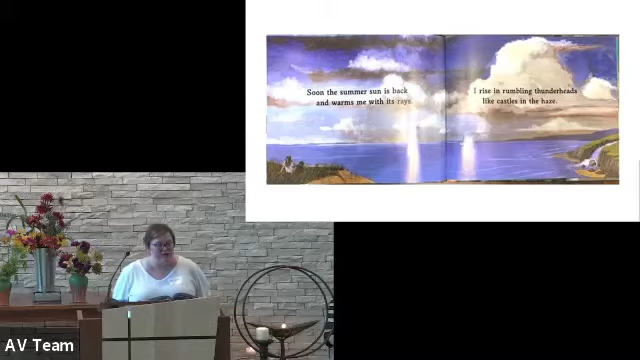 Soon the summer sun is back
and warms me with its rays.
I rise in rumbling thunderheads
like castles in the haze.
AV Team